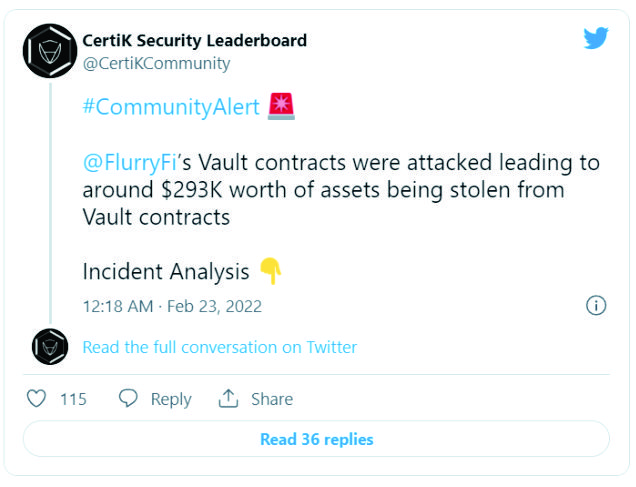 CertiK Security Leaderboard
@CertiKCommunity
#CommunityAlert 🚨
@FlurryFi's Vault contracts were attacked leading to
around $293K worth of assets being stolen from
Vault contracts
Incident Analysis 👇
12:18 AM · Feb 23, 2022
Read the full conversation on Twitter
115 Reply Share
Read 36 replies